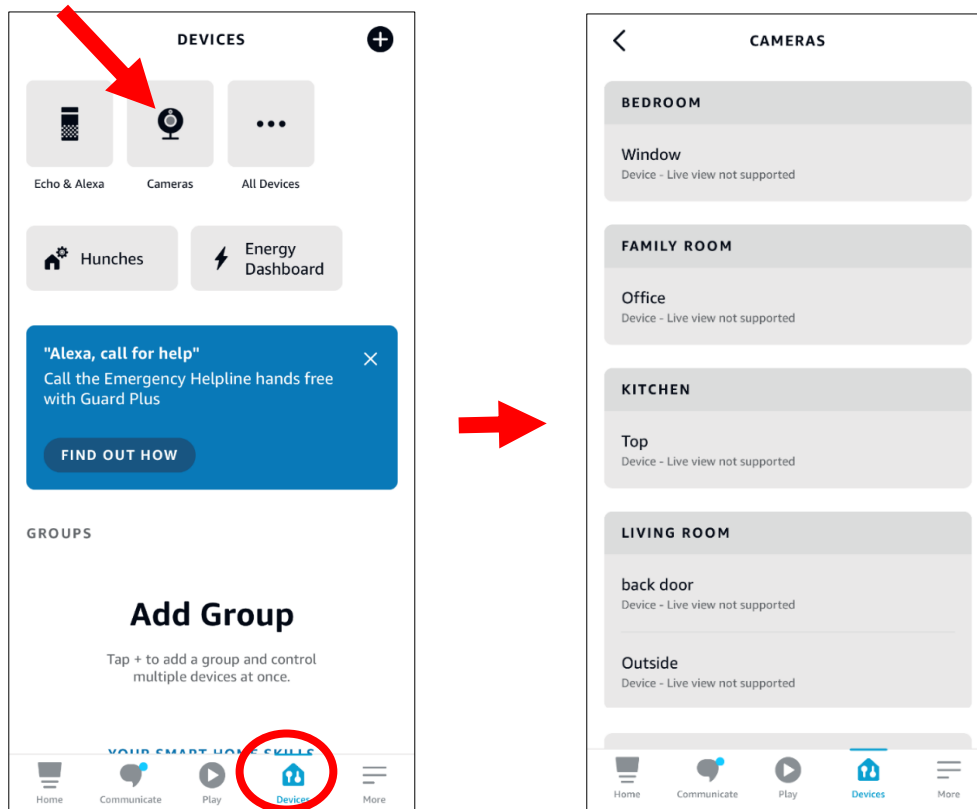 DEVICES
Echo & Alexa
Cameras
All Devices
Hunches
Energy
Dashboard
"Alexa, call for help"
Call the Emergency Helpline hands free
with Guard Plus
FIND OUT HOW
GROUPS
Add Group
Tap + to add a group and control
multiple devices at once.
YOUR SMART HOME SKILLS
Home
Communicate
Play
Devices
More
CAMERAS
BEDROOM
Window
Device - Live view not supported
FAMILY ROOM
Office
Device - Live view not supported
KITCHEN
Top
Device - Live view not supported
LIVING ROOM
back door
Device - Live view not supported
Outside
Device - Live view not supported
Home
Communicate
Play
Devices
More